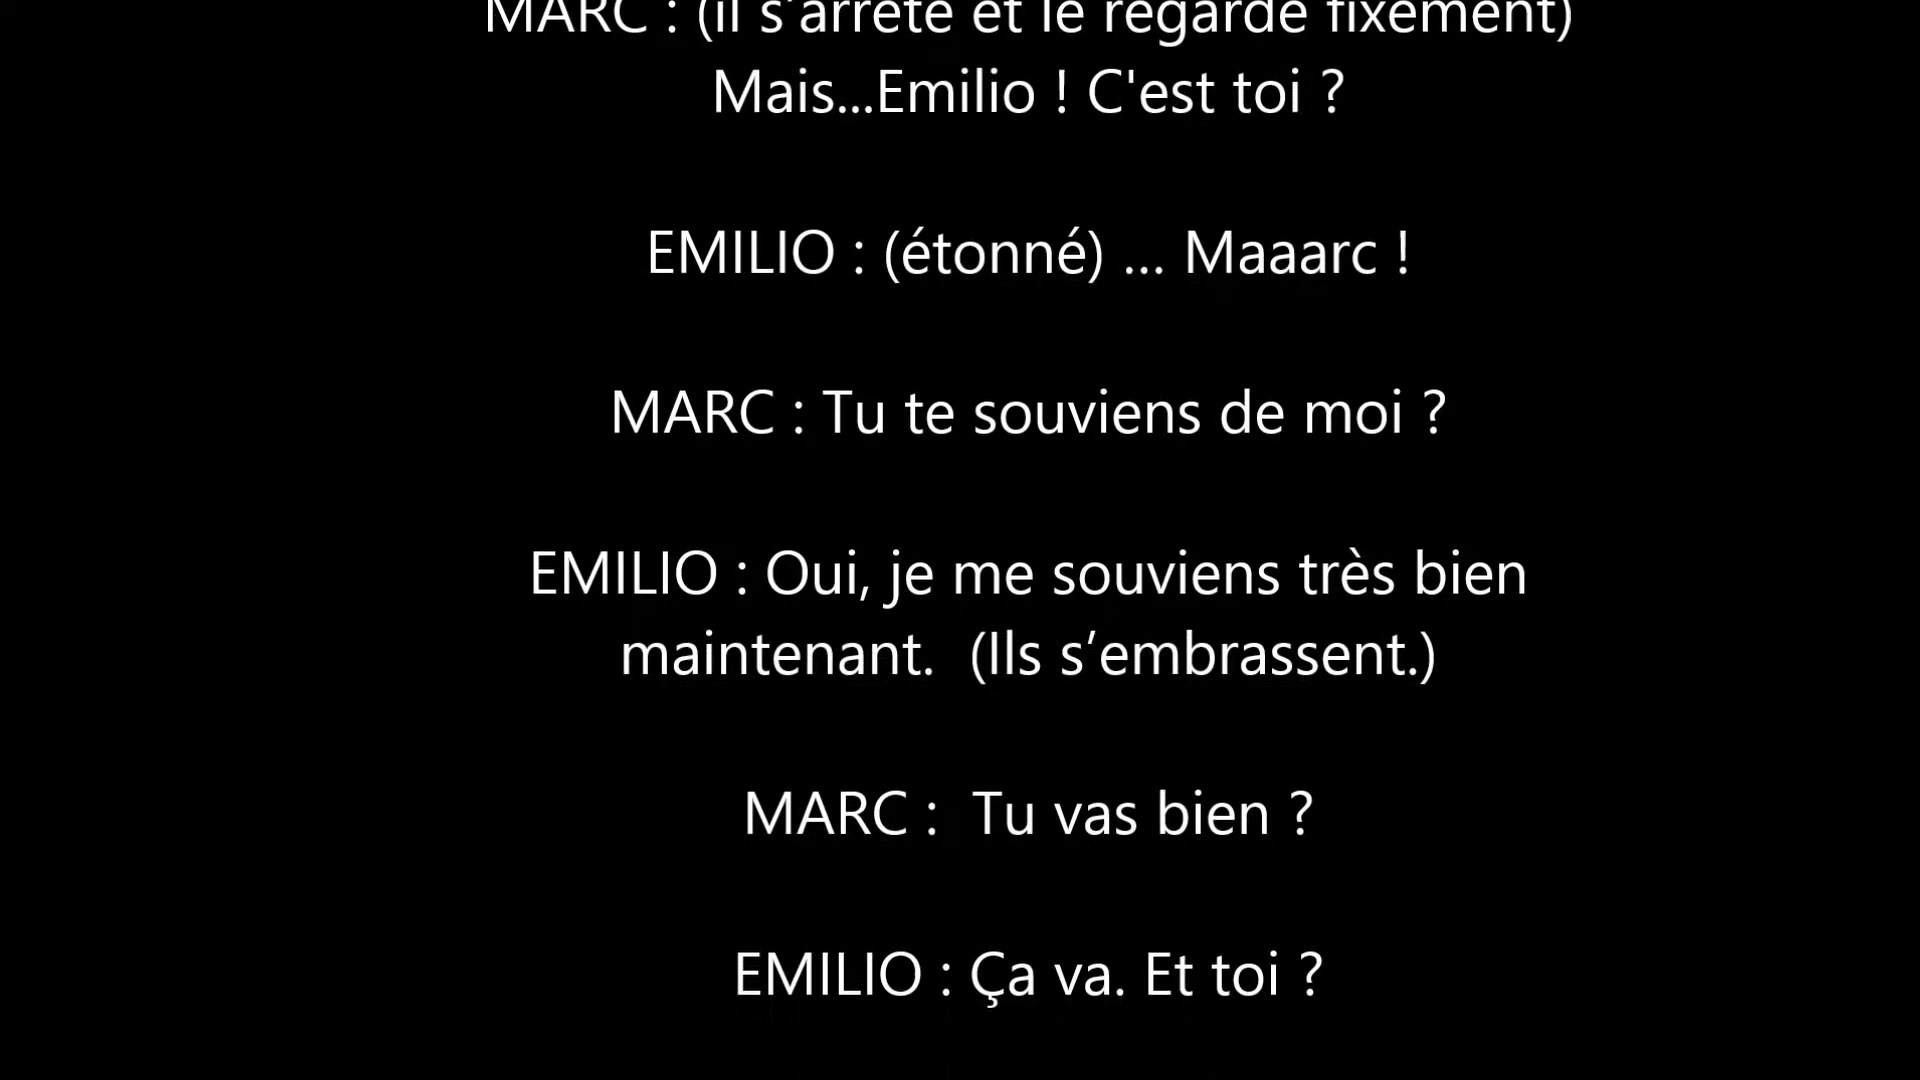 MARC : (il s’arrête et le regarde fixement)
Mais...Emilio ! C'est toi ?
EMILIO : (étonné) ... Maaarc !
MARC : Tu te souviens de moi ?
EMILIO : Oui, je me souviens très bien
maintenant.  (Ils s’embrassent.)
MARC :  Tu vas bien ?
EMILIO : Ça va. Et toi ?